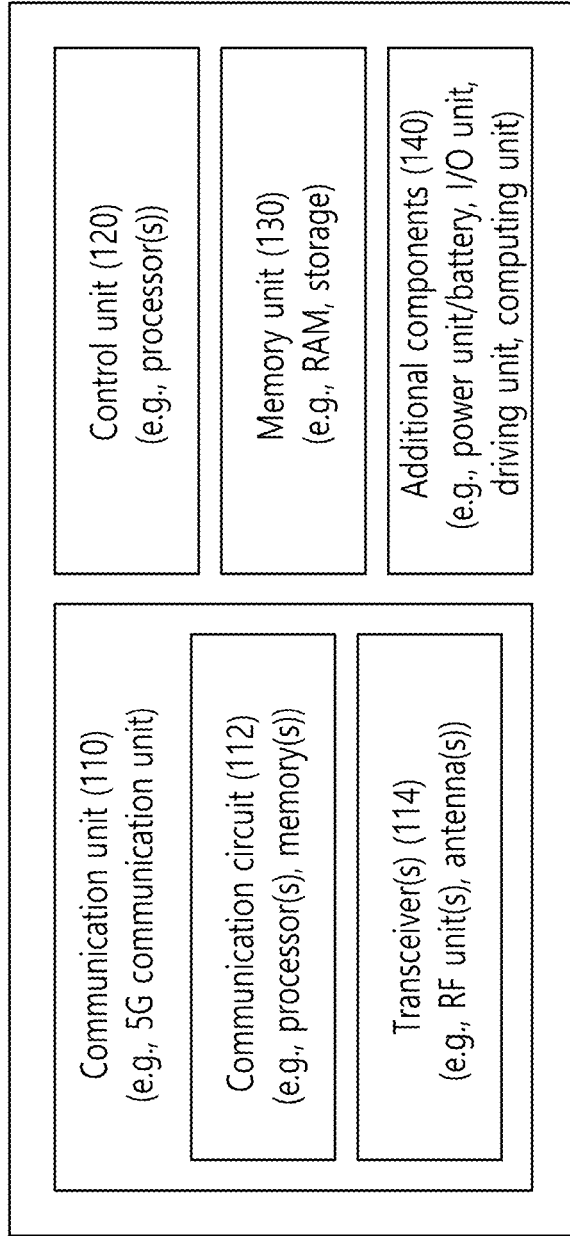 Communication unit (110)
(e.g., 5G communication unit)
Communication circuit (112)
(e.g., processor(s), memory(s))
Transceiver(s) (114)
(e.g., RF unit(s), antenna(s))
Control unit (120)
(e.g., processor(s))
Memory unit (130)
(e.g., RAM, storage)
Additional components (140)
(e.g., power unit/battery, I/O unit,
driving unit, computing unit)